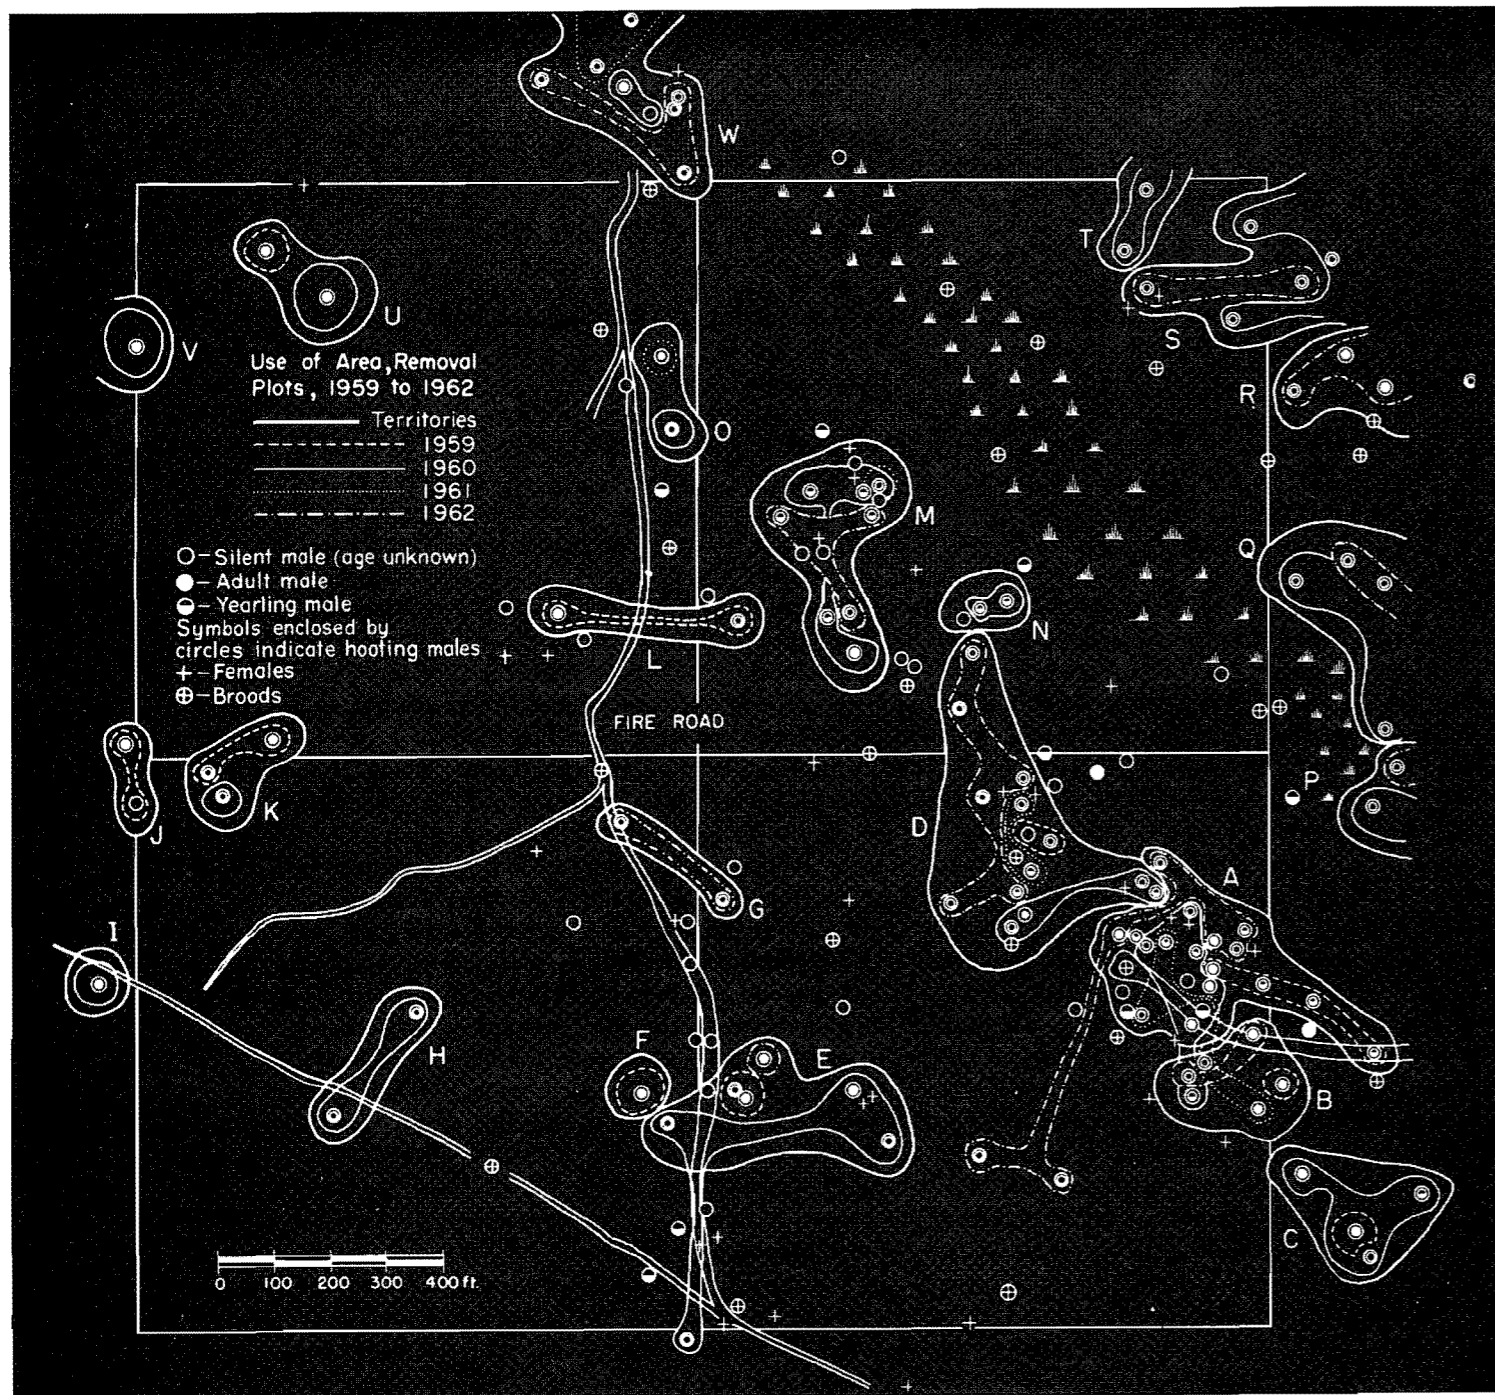 W
T
S
U
V
Use of Area, Removal
Plots, 1959 to 1962
Territories
1959
1960
1961
1962
R
O
M
O–Silent male (age unknown)
–Adult male
–Yearling male
Symbols enclosed by
circles indicate hooting males
+–Females
⊕–Broods
Q
N
L
FIRE ROAD
J
K
P
D
G
A
I
H
F
E
B
C
0 100 200 300 400 ft.